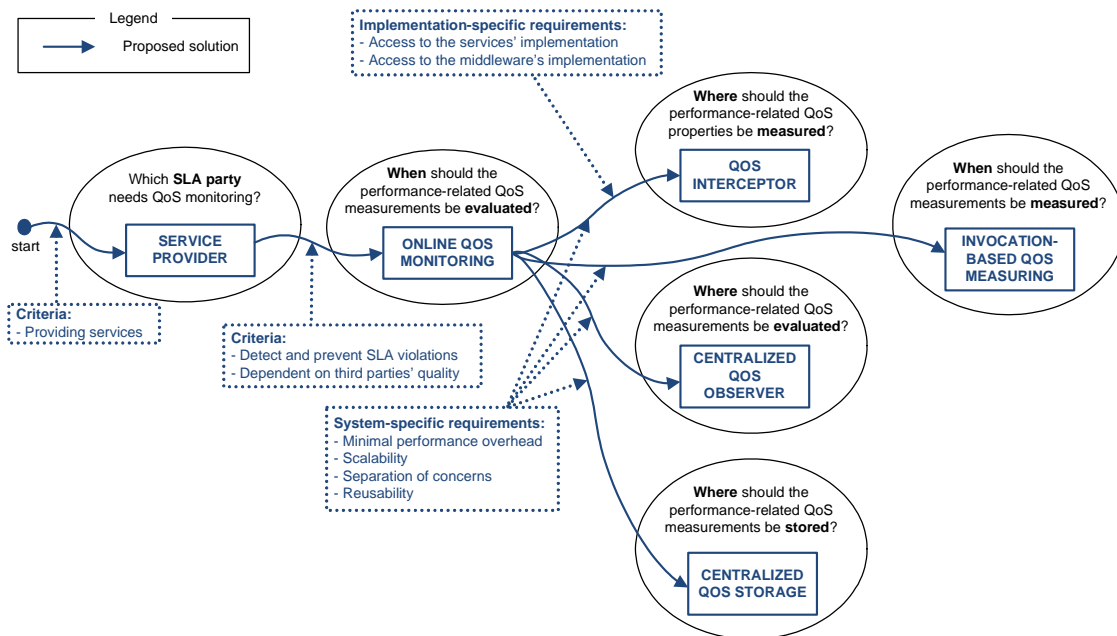 Legend
Proposed solution
Implementation-specific requirements:
- Access to the services' implementation
- Access to the middleware's implementation
Which SLA party
needs QoS monitoring?
SERVICE
PROVIDER
start
Criteria:
- Providing services
When should the
performance-related QoS
measurements be evaluated?
ONLINE QOS
MONITORING
Criteria:
- Detect and prevent SLA violations
- Dependent on third parties' quality
System-specific requirements:
- Minimal performance overhead
- Scalability
- Separation of concerns
- Reusability
Where should the
performance-related QoS
properties be measured?
QOS
INTERCEPTOR
When should the
performance-related QoS
measurements be measured?
INVOCATION-
BASED QOS
MEASURING
Where should the
performance-related QoS
measurements be evaluated?
CENTRALIZED
QOS
OBSERVER
Where should the
performance-related QoS
measurements be stored?
CENTRALIZED
QOS STORAGE